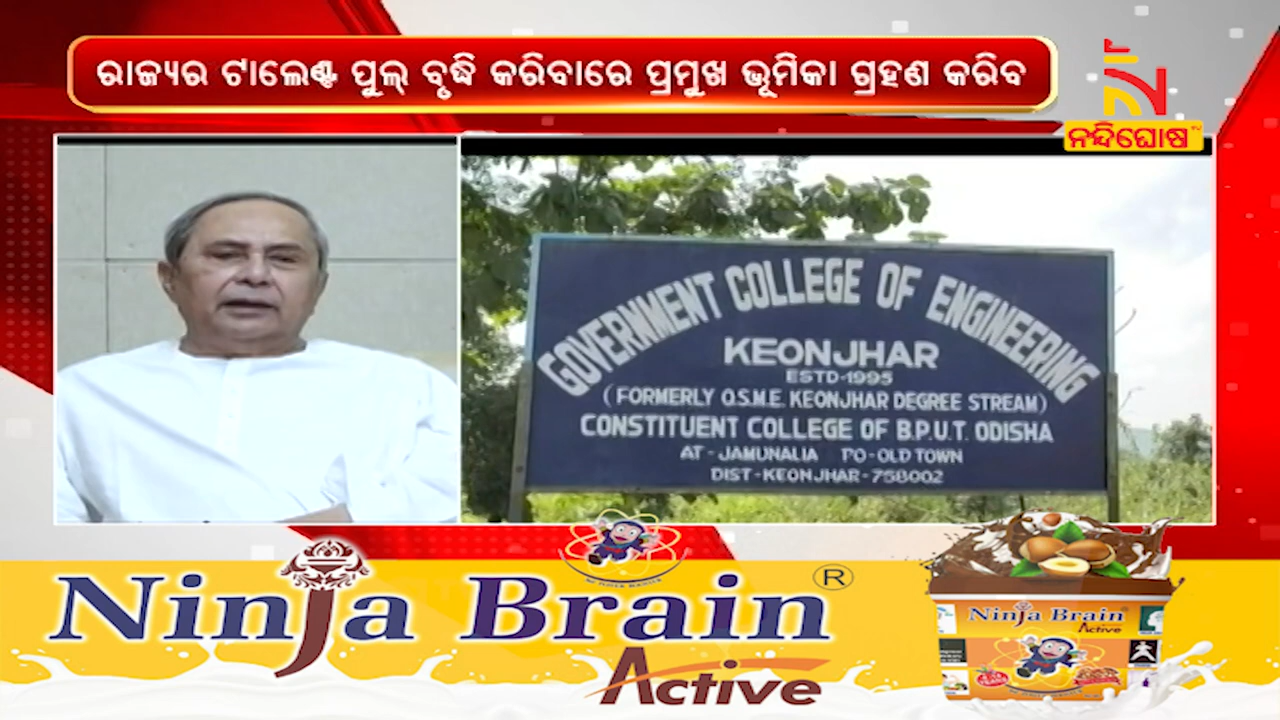 ରାଜ୍ୟର ଟାଲେଣ୍ଟ ପୁଲ୍ ବୃଦ୍ଧି କରିବାରେ ପ୍ରମୁଖ ଭୂମିକା ଗ୍ରହଣ କରିବ
ନନ୍ଦିଘୋଷ
GOVERNMENT COLLEGE OF ENGINEERING
KEONJHAR
ESTD-1995
(FORMERLY O.S.M.E. KEONJHAR DEGREE STREAM)
CONSTITUENT COLLEGE OF B.P.U.T. ODISHA
AT-JAMUNALIA PO-OLD TOWN
DIST-KEONJHAR-758002
Ninja Brain ®
Active
Ninja Brain
Active